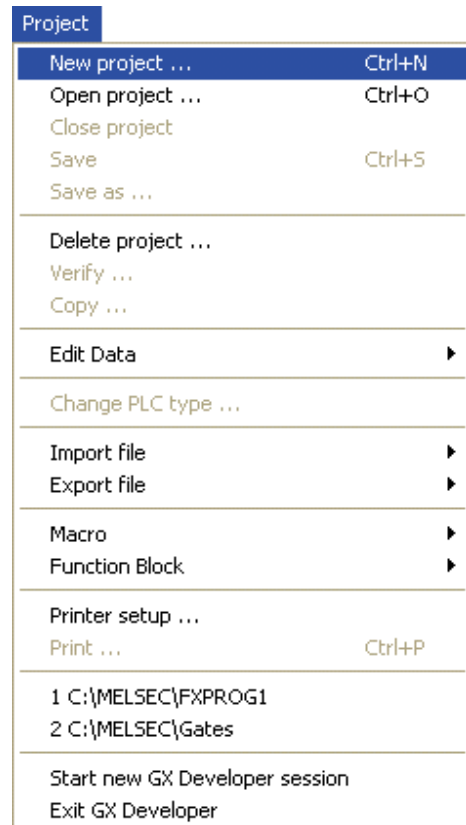 Project
New project ... Ctrl+N
Open project ... Ctrl+O
Close project
Save Ctrl+S
Save as ...
Delete project ...
Verify ...
Copy ...
Edit Data
Change PLC type ...
Import file
Export file
Macro
Function Block
Printer setup ...
Print ... Ctrl+P
1 C:\MELSEC\FXPROG1
2 C:\MELSEC\Gates
Start new GX Developer session
Exit GX Developer